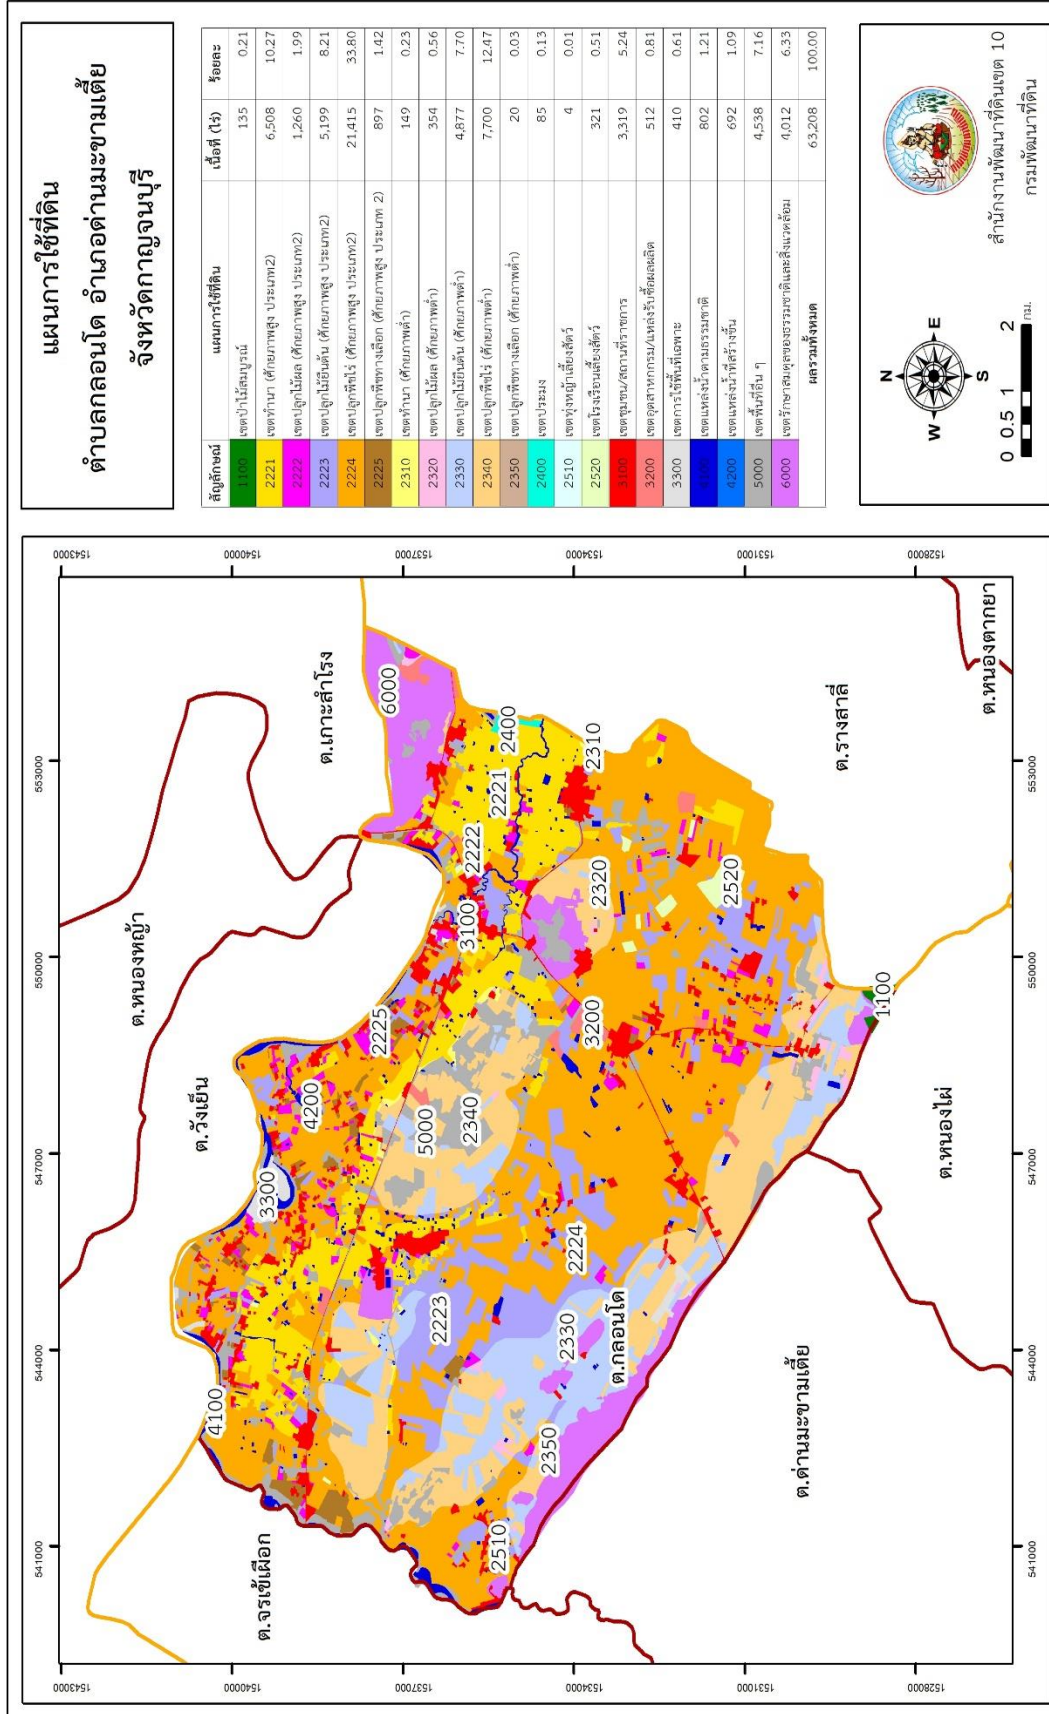 แผนการใช้ที่ดิน
ตำบลกลอนโด อำเภอด่านมะขามเตี้ย
จังหวัดกาญจนบุรี
สัญลักษณ์ แผนการใช้ที่ดิน เนื้อที่ (ไร่) ร้อยละ
1100 เขตป่าไม้สมบูรณ์ 135 0.21
2221 เขตทำนา (ศักยภาพสูง ประเภท2) 6,508 10.27
2222 เขตปลูกไม้ผล (ศักยภาพสูง ประเภท2) 1,260 1.99
2223 เขตปลูกไม้ยืนต้น (ศักยภาพสูง ประเภท2) 5,199 8.21
2224 เขตปลูกพืชไร่ (ศักยภาพสูง ประเภท2) 21,415 33.80
2225 เขตปลูกพืชทางเลือก (ศักยภาพสูง ประเภท 2) 897 1.42
2310 เขตทำนา (ศักยภาพต่ำ) 149 0.23
2320 เขตปลูกไม้ผล (ศักยภาพต่ำ) 354 0.56
2330 เขตปลูกไม้ยืนต้น (ศักยภาพต่ำ) 4,877 7.70
2340 เขตปลูกพืชไร่ (ศักยภาพต่ำ) 7,700 12.47
2350 เขตปลูกพืชทางเลือก (ศักยภาพต่ำ) 20 0.03
2400 เขตประมง 85 0.13
2510 เขตทุ่งหญ้าเลี้ยงสัตว์ 4 0.01
2520 เขตโรงเรือนเลี้ยงสัตว์ 321 0.51
3100 เขตชุมชน/สถานที่ราชการ 3,319 5.24
3200 เขตอุตสาหกรรม/แหล่งรับซื้อผลผลิต 512 0.81
3300 เขตการใช้พื้นที่เฉพาะ 410 0.61
4100 เขตแหล่งน้ำตามธรรมชาติ 802 1.21
4200 เขตแหล่งน้ำที่สร้างขึ้น 692 1.09
5000 เขตพื้นที่อื่น ๆ 4,538 7.16
6000 เขตรักษาสมดุลของธรรมชาติและสิ่งแวดล้อม 4,012 6.33
ผลรวมทั้งหมด 63,208 100.00
N
W E
S
0 0.5 1 2
กม.
สำนักงานพัฒนาที่ดินเขต 10
กรมพัฒนาที่ดิน
541000 544000 547000 550000 553000
1543000 1543000
1540000 1540000
1537000 1537000
1534000 1534000
1531000 1531000
1528000 1528000
541000 544000 547000 550000 553000
ต.หนองหญ้า
ต.วังเย็น
ต.เกาะสำโรง
ต.จรเข้เผือก
4100
3300
4200
2225
6000
3100
2222
2221
2400
5000
2340
2223
2510
2350
2330
2224
3200
2320
2310
ต.กลอนโด
2520
1100
ต.รางสาลี่
ต.ด่านมะขามเตี้ย
ต.หนองไผ่
ต.หนองตากยา